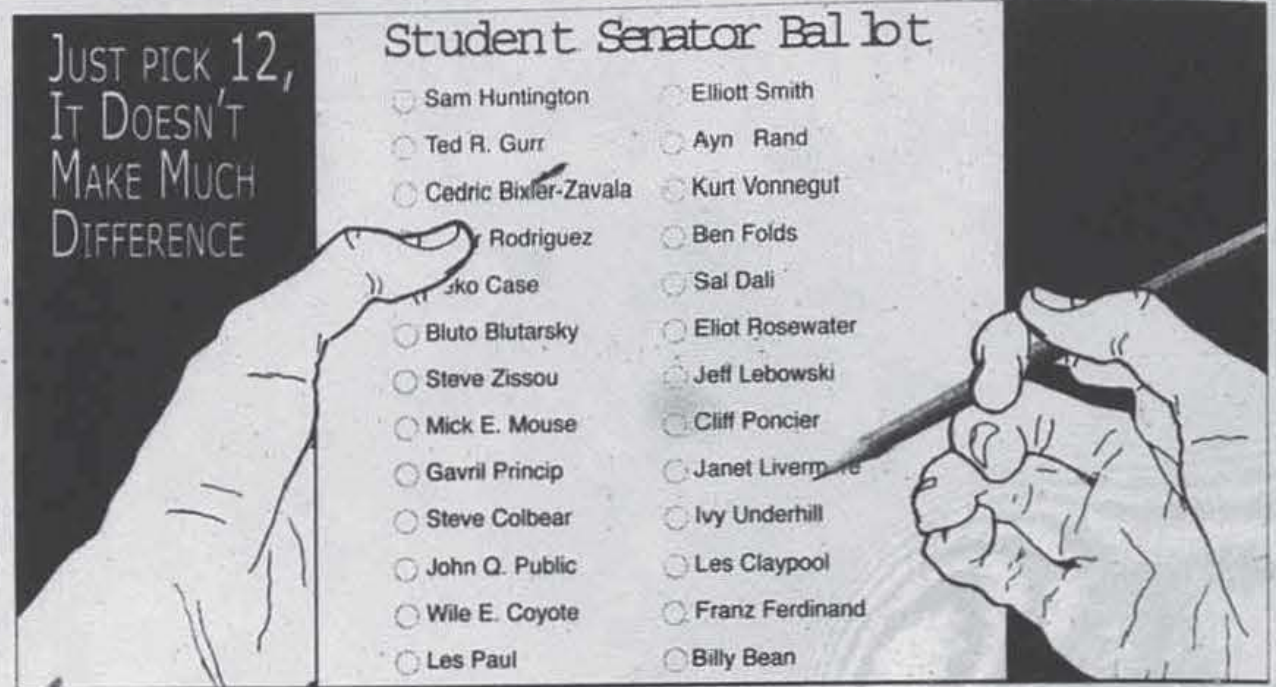 JUST PICK 12,
IT DOESN'T
MAKE MUCH
DIFFERENCE
Student Senator Ballot
Sam Huntington
Ted R. Gurr
Cedric Bixler-Zavala
Rodriguez
Case
Bluto Blutarsky
Steve Zissou
Mick E. Mouse
Gavril Princip
Steve Colbear
John Q. Public
Wile E. Coyote
Les Paul
Elliott Smith
Ayn Rand
Kurt Vonnegut
Ben Folds
Sal Dali
Eliot Rosewater
Jeff Lebowski
Cliff Poncier
Janet
Ivy Underhill
Les Claypool
Franz Ferdinand
Billy Bean